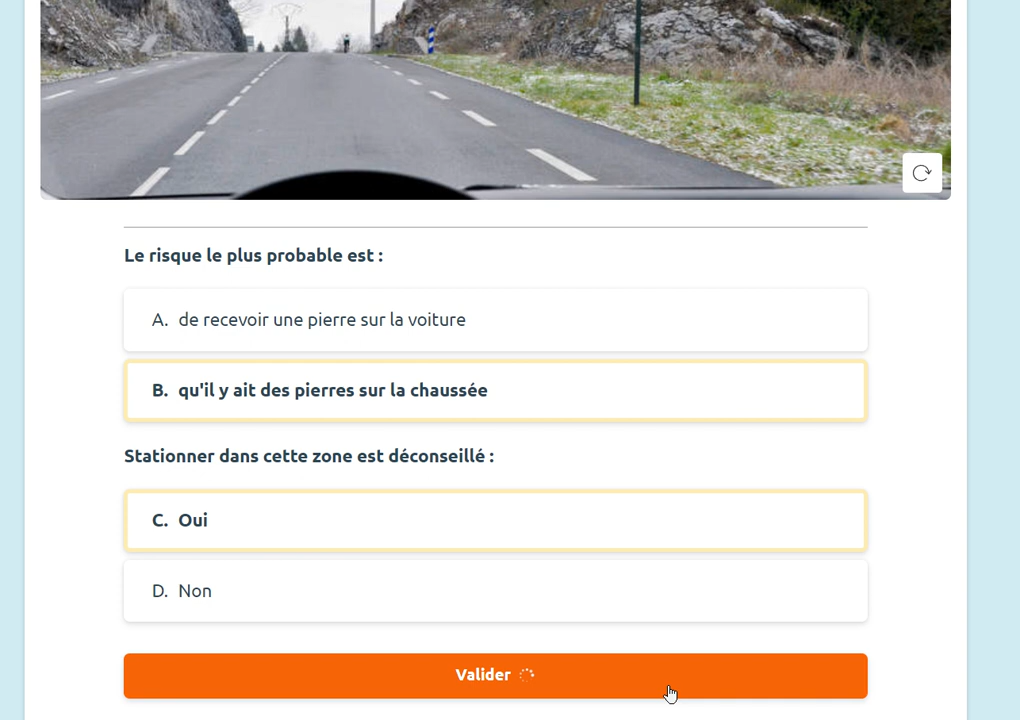 Le risque le plus probable est :
A. de recevoir une pierre sur la voiture
B. qu'il y ait des pierres sur la chaussée
Stationner dans cette zone est déconseillé :
C. Oui
D. Non
Valider